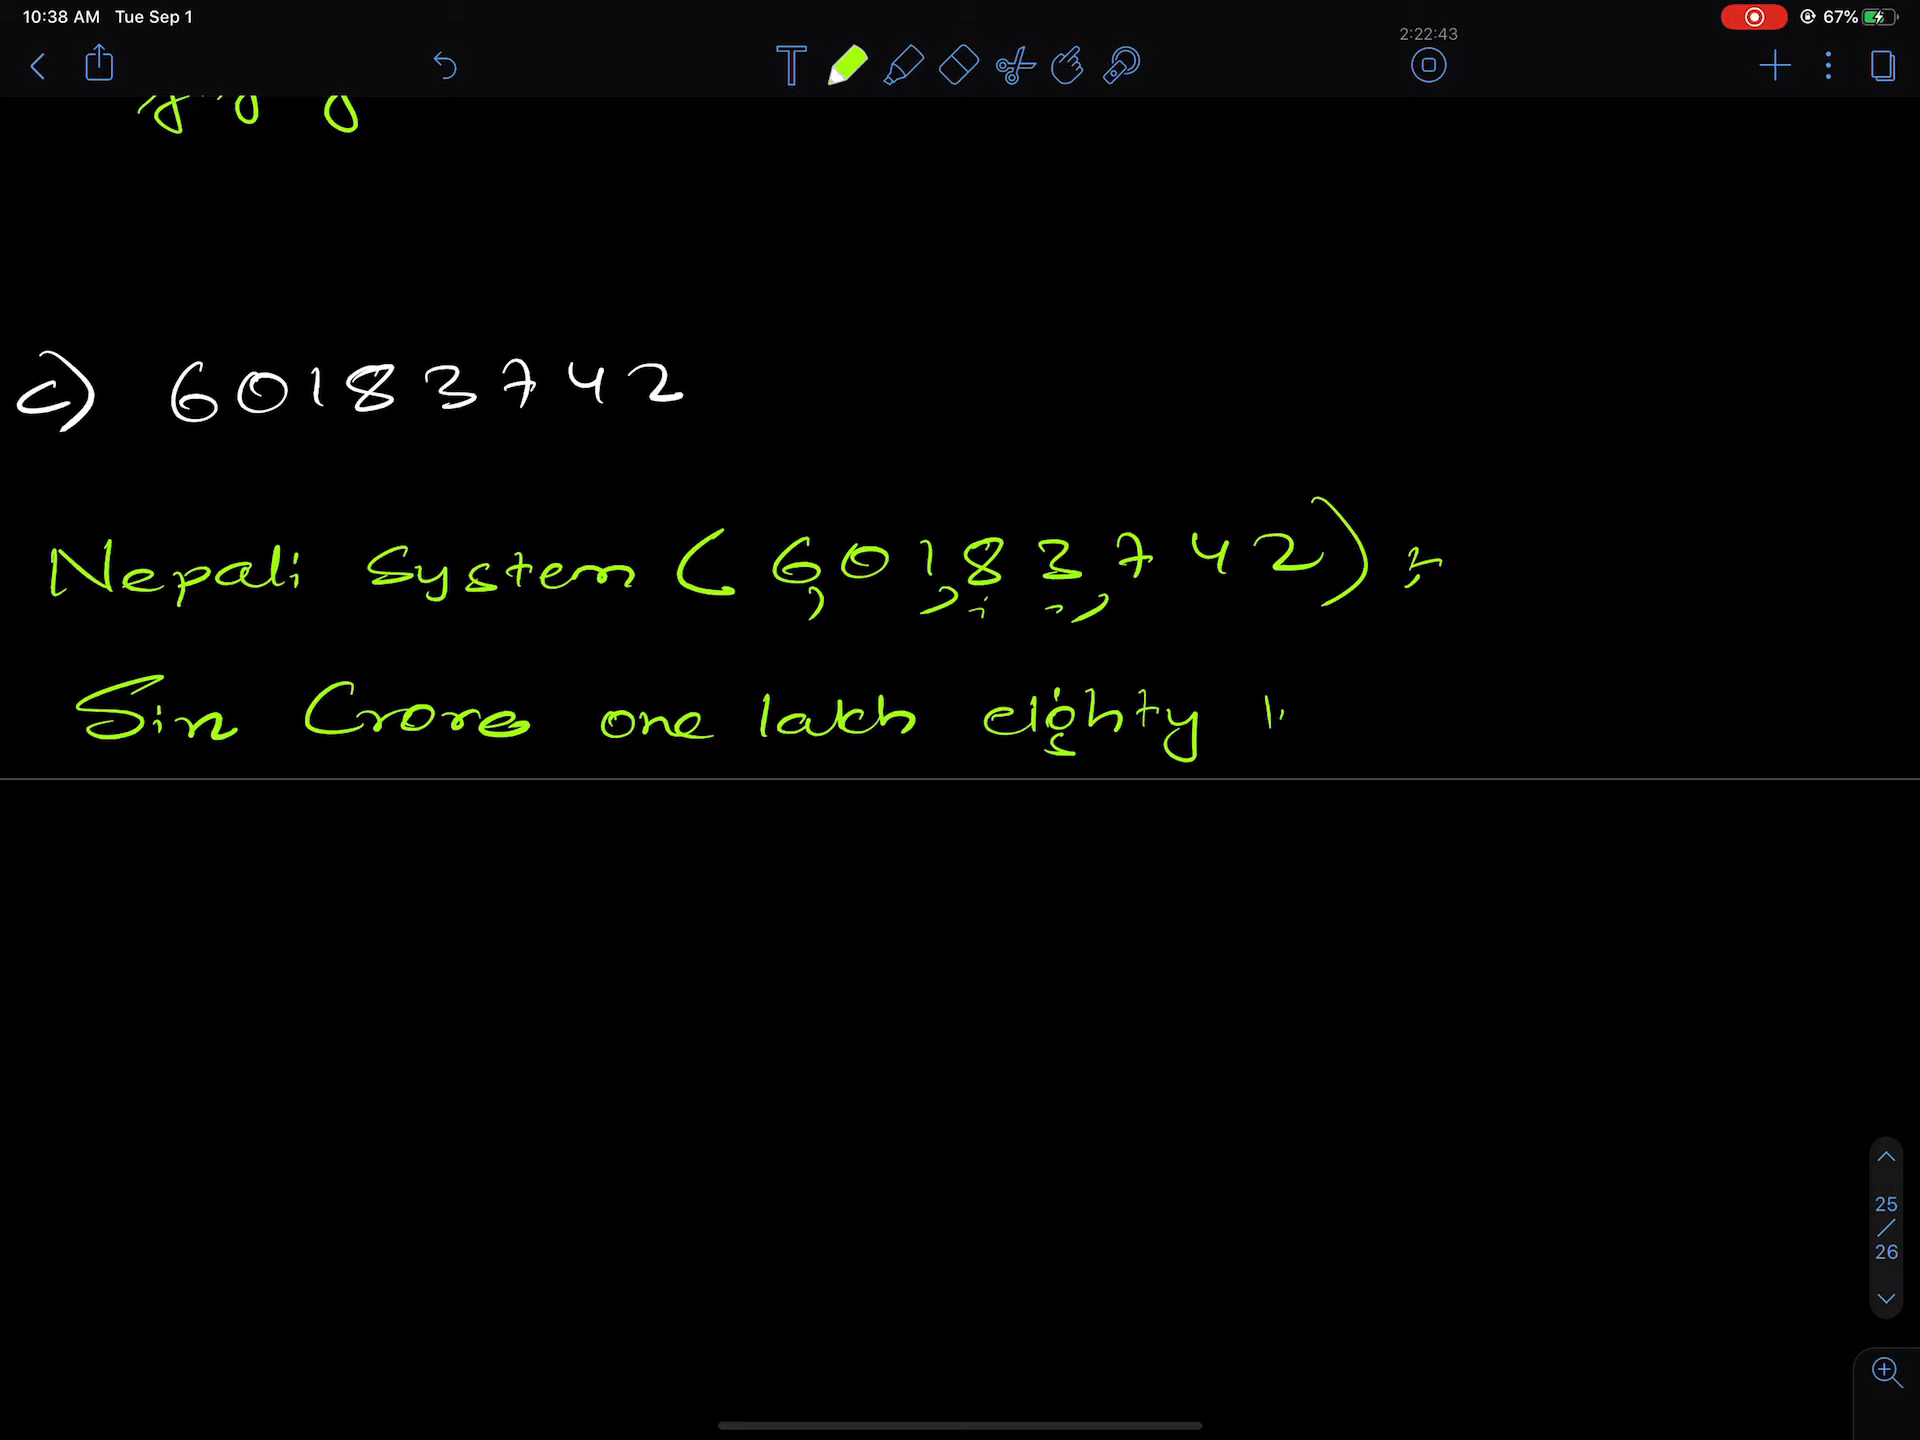 10:38 AM Tue Sep 1
67%
2:22:43
c) 60183742
Nepali System (6,01,83,742) :-
Six Crore one lakh eighty
25
26